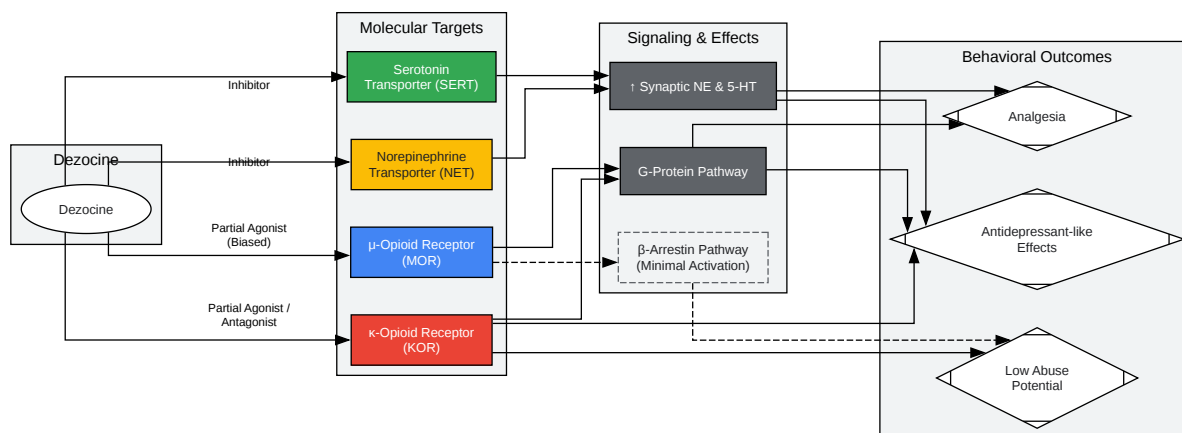 Dezocine
Dezocine
Inhibitor
Inhibitor
Partial Agonist
(Biased)
Partial Agonist /
Antagonist
Molecular Targets
Serotonin
Transporter (SERT)
Norepinephrine
Transporter (NET)
μ-Opioid Receptor
(MOR)
κ-Opioid Receptor
(KOR)
Signaling & Effects
↑ Synaptic NE & 5-HT
G-Protein Pathway
β-Arrestin Pathway
(Minimal Activation)
Behavioral Outcomes
Analgesia
Antidepressant-like
Effects
Low Abuse
Potential